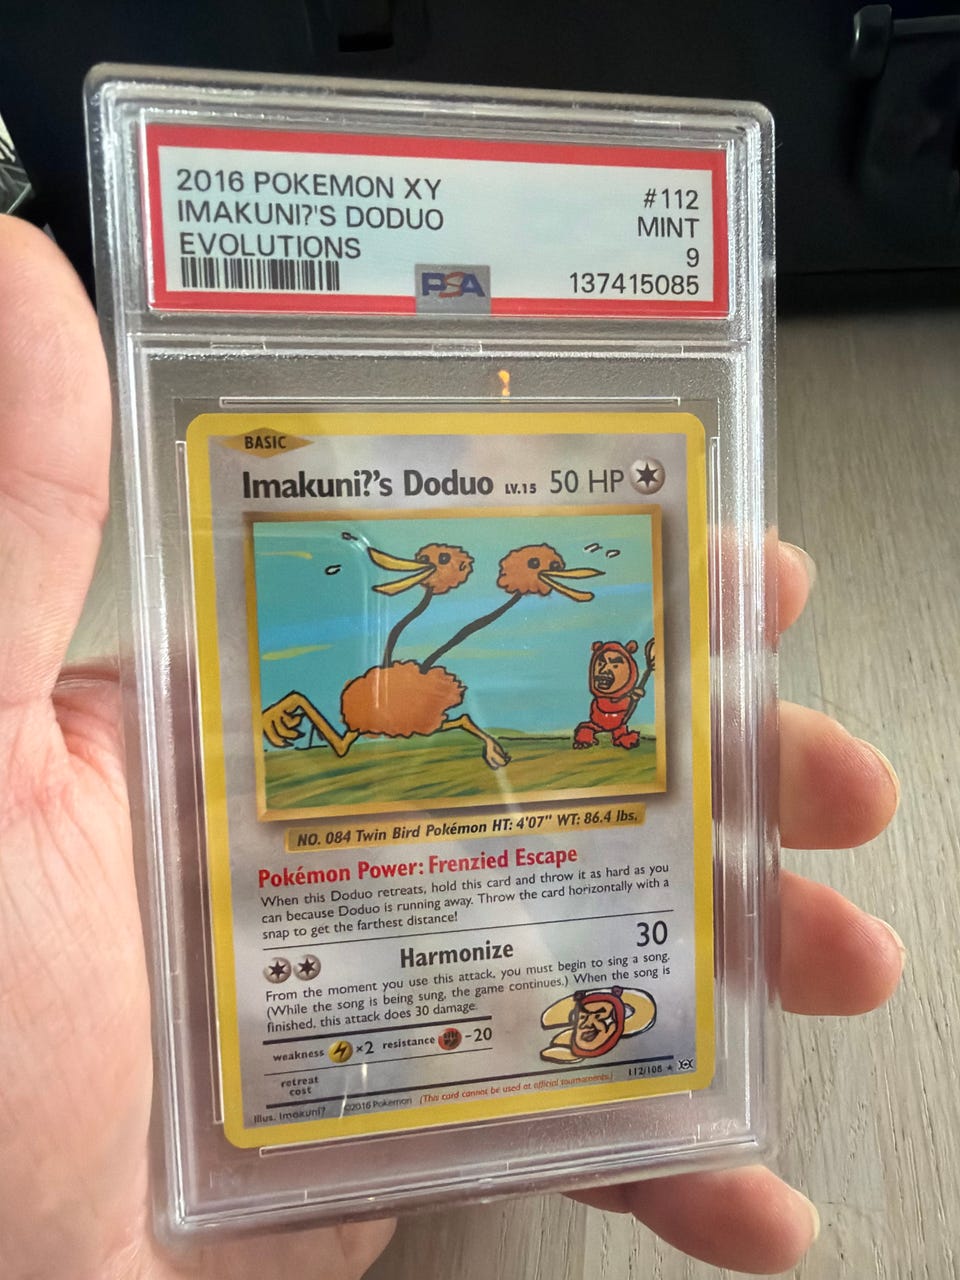 2016 POKEMON XY #112
IMAKUNI?'S DODUO MINT
EVOLUTIONS 9
PSA 137415085
BASIC
Imakuni?'s Doduo LV.15 50 HP
NO. 084 Twin Bird Pokémon HT: 4'07" WT: 86.4 lbs.
Pokémon Power: Frenzied Escape
When this Doduo retreats, hold this card and throw it as hard as you
can because Doduo is running away. Throw the card horizontally with a
snap to get the farthest distance!
Harmonize 30
From the moment you use this attack, you must begin to sing a song.
(While the song is being sung, the game continues.) When the song is
finished, this attack does 30 damage.
weakness ×2 resistance -20
retreat
cost
112/108 ★
Illus. Imakuni? ©2016 Pokémon (This card cannot be used at official tournaments.)